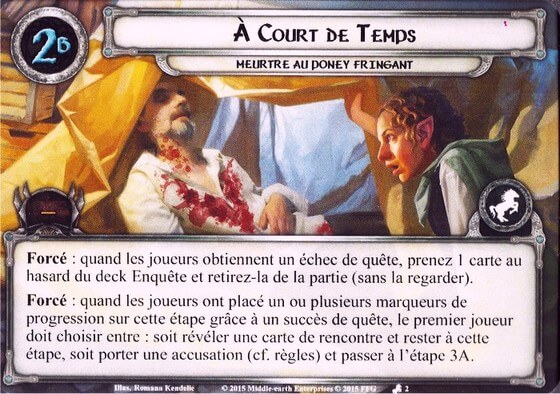 2B
À Court de Temps
MEURTRE AU PONEY FRINGANT
Forcé : quand les joueurs obtiennent un échec de quête, prenez 1 carte au
hasard du deck Enquête et retirez-la de la partie (sans la regarder).
Forcé : quand les joueurs ont placé un ou plusieurs marqueurs de
progression sur cette étape grâce à un succès de quête, le premier joueur
doit choisir entre : soit révéler une carte de rencontre et rester à cette
étape, soit porter une accusation (cf. règles) et passer à l'étape 3A.
Illus. Romana Kendelic © 2015 Middle-earth Enterprises © 2015 FFG 2